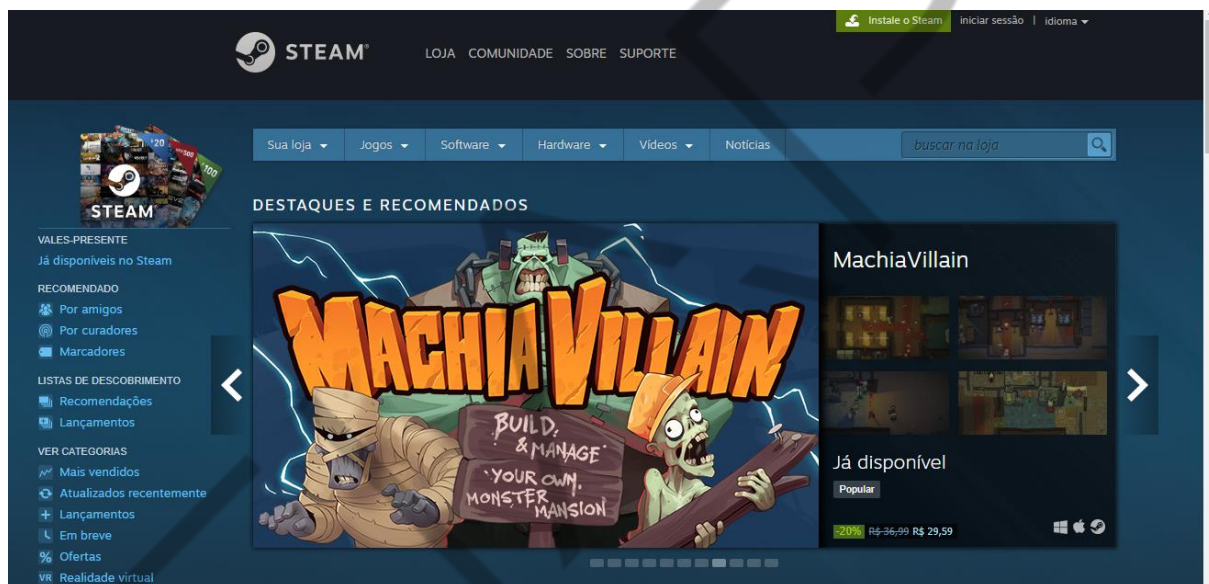 Instale o Steam iniciar sessão | idioma
STEAM® LOJA COMUNIDADE SOBRE SUPORTE
Sua loja Jogos Software Hardware Vídeos Notícias buscar na loja
STEAM
VALES-PRESENTE
Já disponíveis no Steam
RECOMENDADO
Por amigos
Por curadores
Marcadores
LISTAS DE DESCOBRIMENTO
Recomendações
Lançamentos
VER CATEGORIAS
Mais vendidos
Atualizados recentemente
Lançamentos
Em breve
Ofertas
VR Realidade virtual
DESTAQUES E RECOMENDADOS
MACHIAVILLAIN
BUILD,
& MANAGE
YOUR OWN,
MONSTER
MANSION
MachiaVillain
Já disponível
Popular
-20% R$ 36,99 R$ 29,59